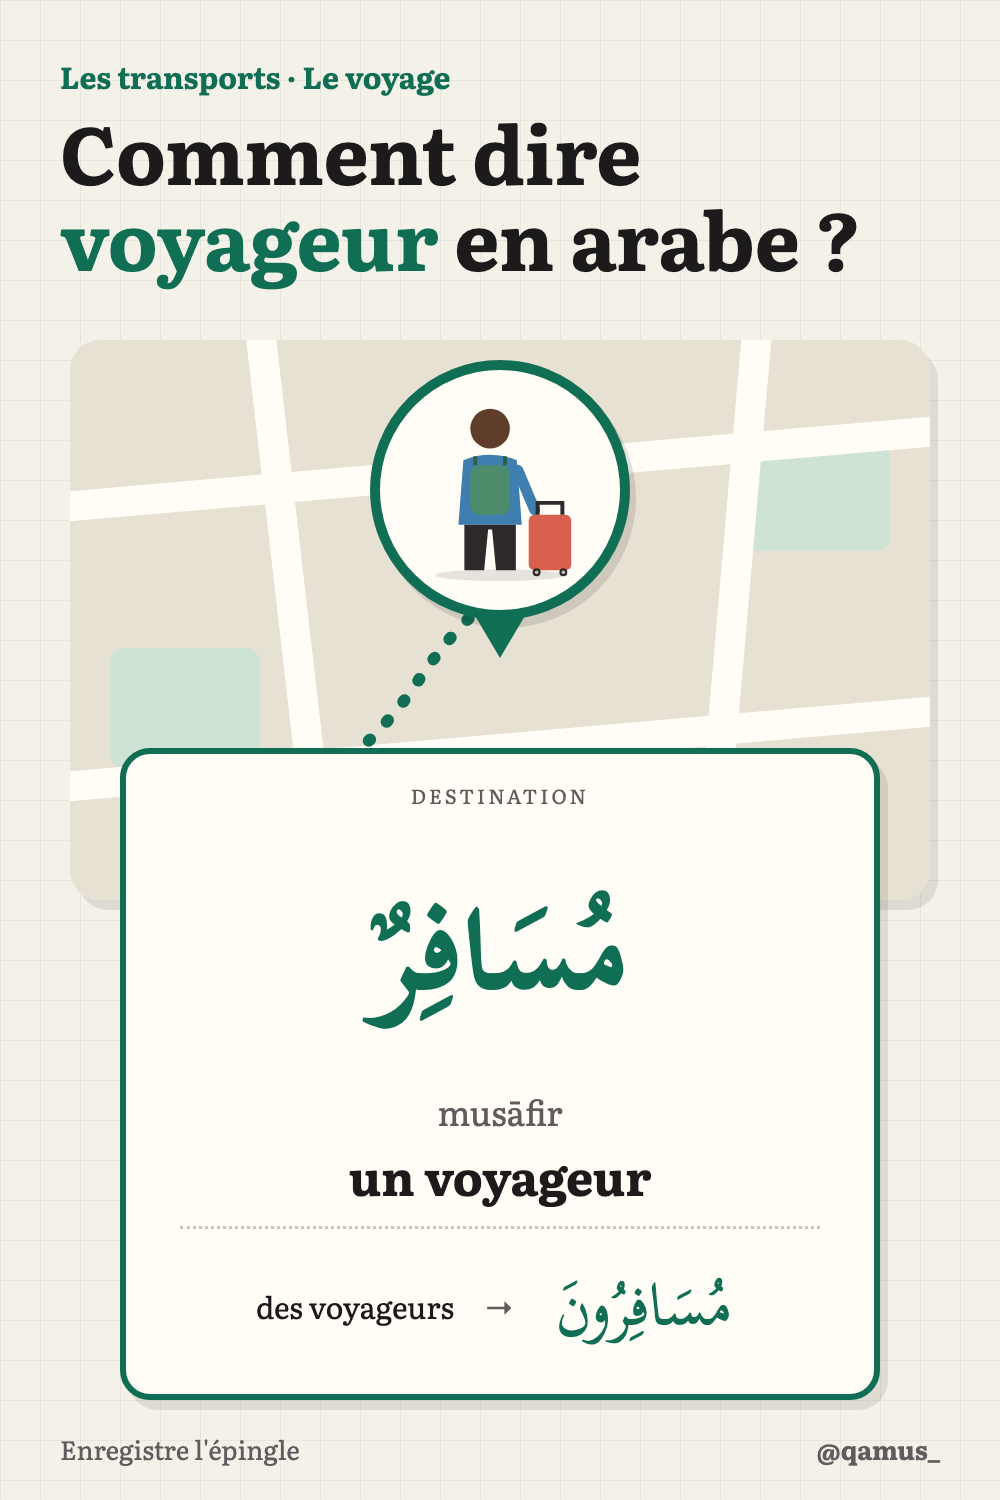 Les transports · Le voyage
Comment dire
voyageur en arabe ?
DESTINATION
مُسَافِرٌ
musāfir
un voyageur
des voyageurs → مُسَافِرُونَ
Enregistre l'épingle
@qamus_